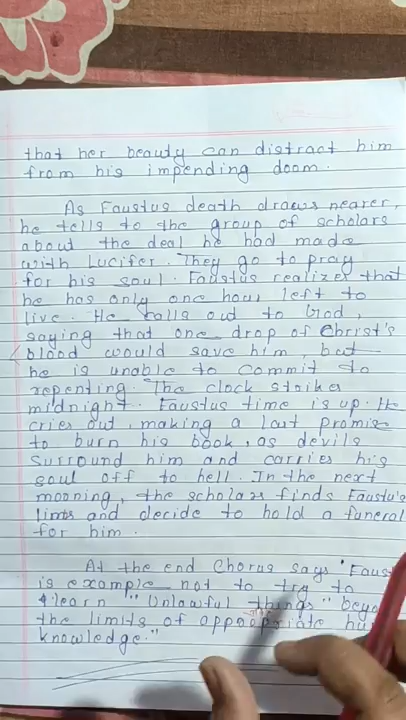 that her beauty can distract him
from his impending doom.
As Faustus death draws nearer,
he tells to the group of scholars
about the deal he had made
with Lucifer. They go to pray
for his soul. Faustus realizes that
he has only one hour left to
live. He calls out to God,
saying that one drop of Christ's
blood would save him, but
he is unable to commit to
repenting. The clock strikes
midnight. Faustus time is up. He
cries out, making a last promise
to burn his book, as devils
surround him and carries his
soul off to hell. In the next
mooning, the scholars finds Faustu's
limbs and decide to hold a funeral
for him.
At the end Chorus says "Faust
is example not to try to
learn "Unlawful things" beyo
the limits of appropriate
knowledge."